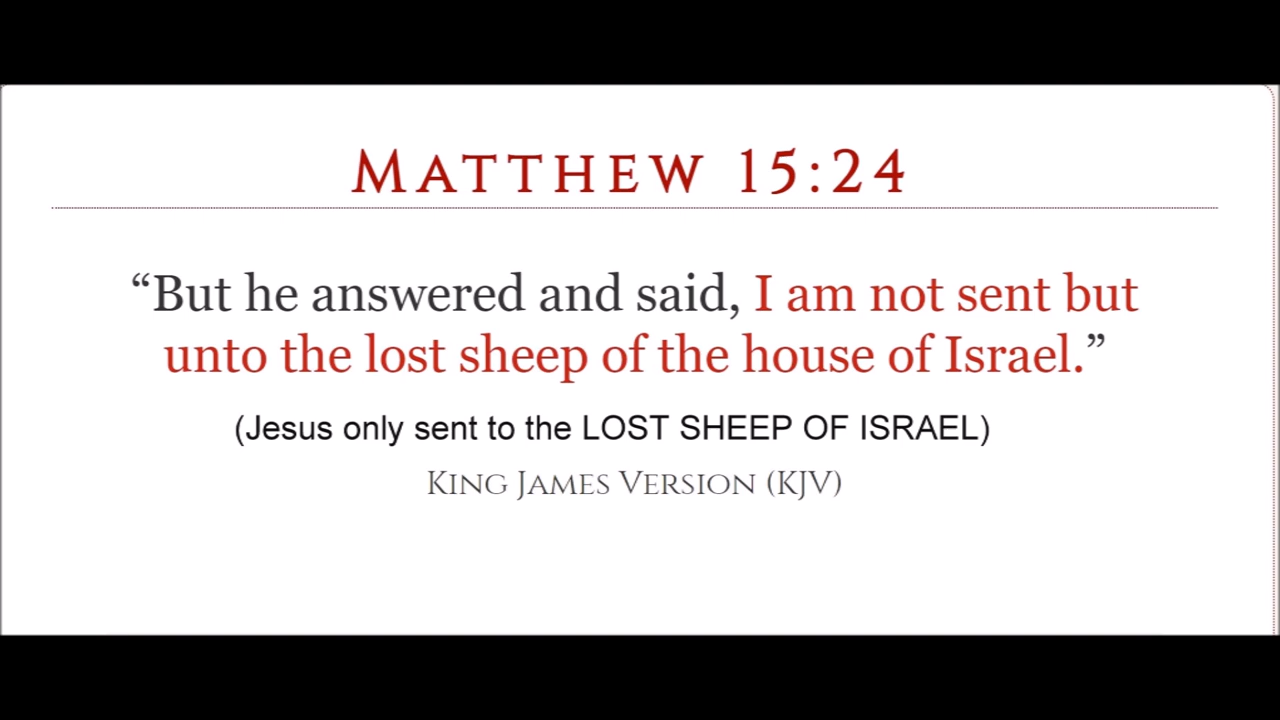 MATTHEW 15:24
“But he answered and said, I am not sent but
unto the lost sheep of the house of Israel.”
(Jesus only sent to the LOST SHEEP OF ISRAEL)
KING JAMES VERSION (KJV)